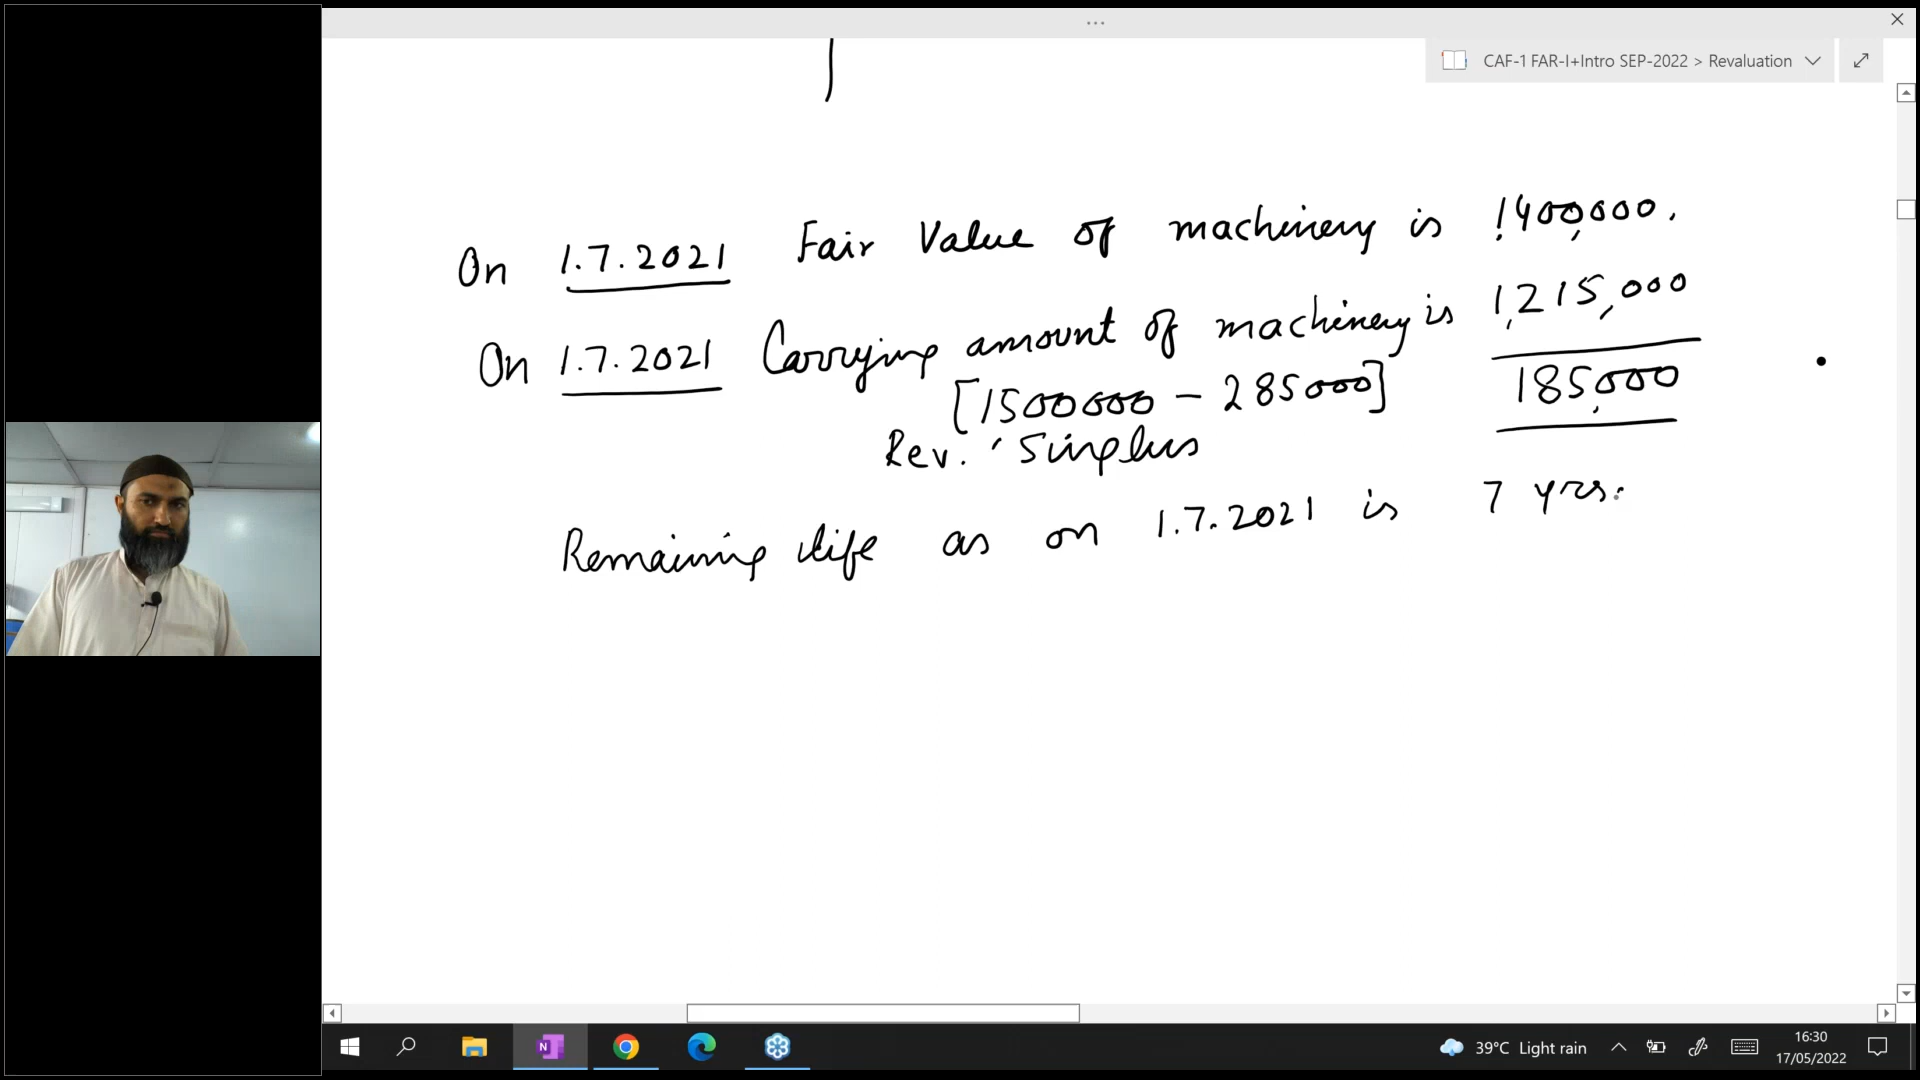 CAF-1 FAR-I+Intro SEP-2022 > Revaluation
On 1.7.2021 Fair Value of machinery is 1400,000.
On 1.7.2021 Carrying amount of machinery is 1,215,000
[1500000 - 285000] 185,000
Rev. Surplus
Remaining life as on 1.7.2021 is 7 yrs.
39°C Light rain
16:30
17/05/2022